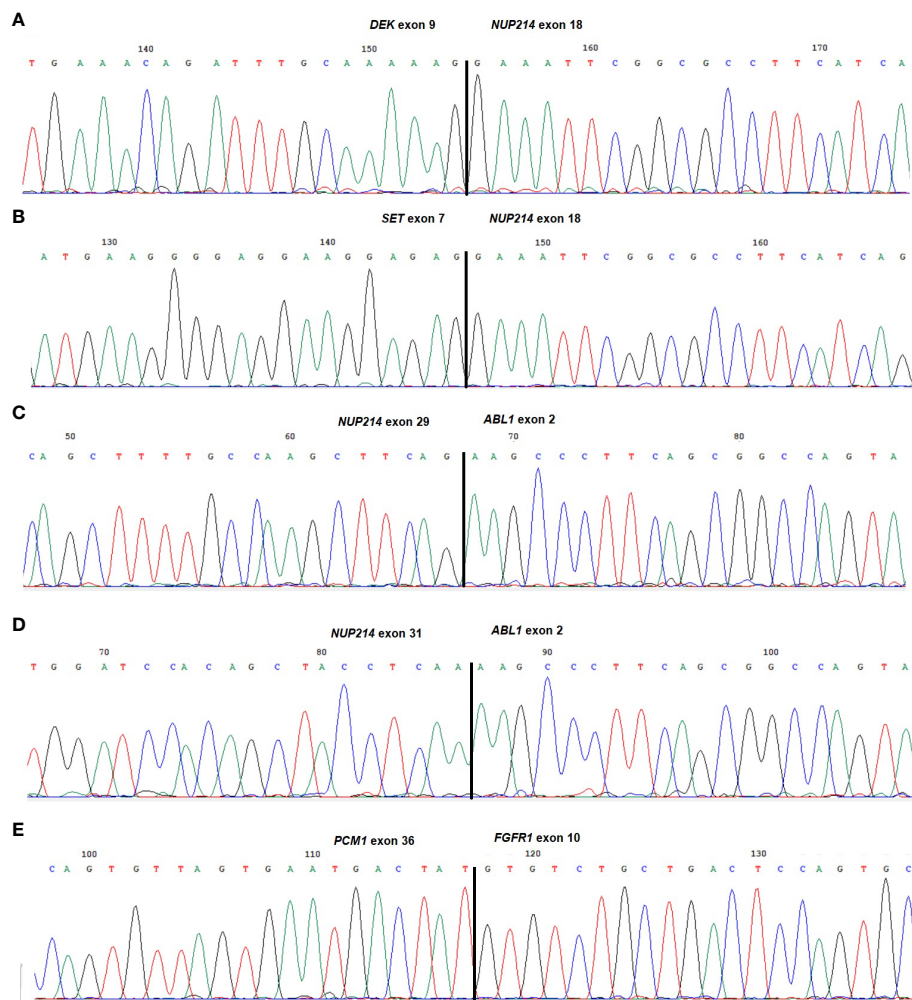 A
DEK exon 9 NUP214 exon 18
140 150 160 170
T G A A A C A G A T T T G C A A A A A G G A A A T T C G G C G C C T T C A T C A
B
SET exon 7 NUP214 exon 18
130 140 150 160
A T G A A G G G G A G G A A G G A G A G G A A A T T C G G C G C C T T C A T C A G
C
NUP214 exon 29 ABL1 exon 2
50 60 70 80
C A G C T T T T G C C A A G C T T C A G A A G C C C T T C A G C G G C C A G T A
D
NUP214 exon 31 ABL1 exon 2
70 80 90 100
T G G A T C C A C A G C T A C C T C A A A A G C C C T T C A G C G G C C A G T A
E
PCM1 exon 36 FGFR1 exon 10
100 110 120 130
C A G T G T T A G T G A A T G A C T A T G T G T C T G C T G A C T C C A G T G C